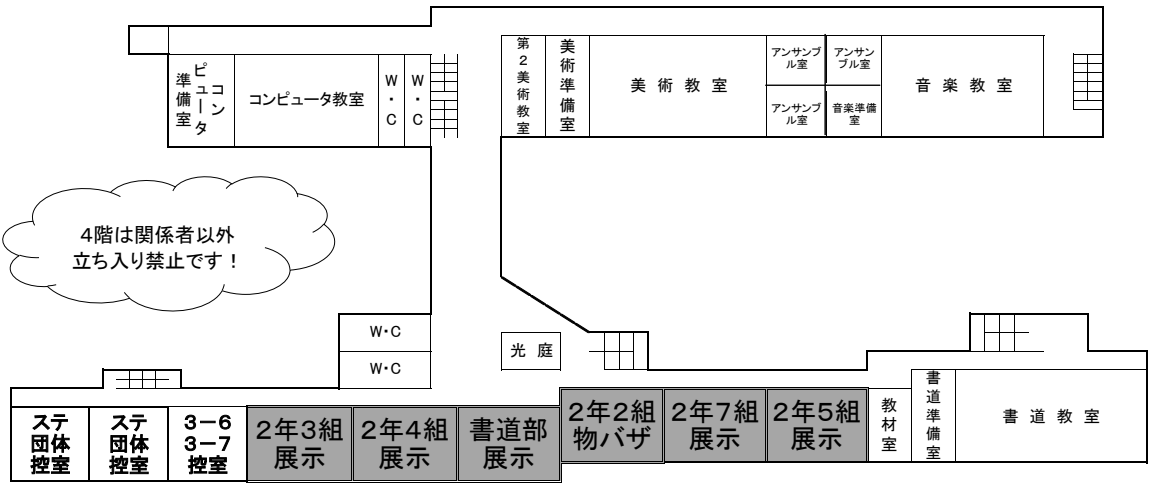 コンピュータ
準備室
コンピュータ教室
W・C
W・C
第2美術教室
美術準備室
美 術 教 室
アンサンブ
ル室
アンサン
ブル室
アンサンブ
ル室
音楽準備
室
音 楽 教 室
4階は関係者以外
立ち入り禁止です！
W・C
W・C
光 庭
ステ
団体
控室
ステ
団体
控室
3－6
3－7
控室
2年3組
展示
2年4組
展示
書道部
展示
2年2組
物バザ
2年7組
展示
2年5組
展示
教材室
書道準備室
書 道 教 室